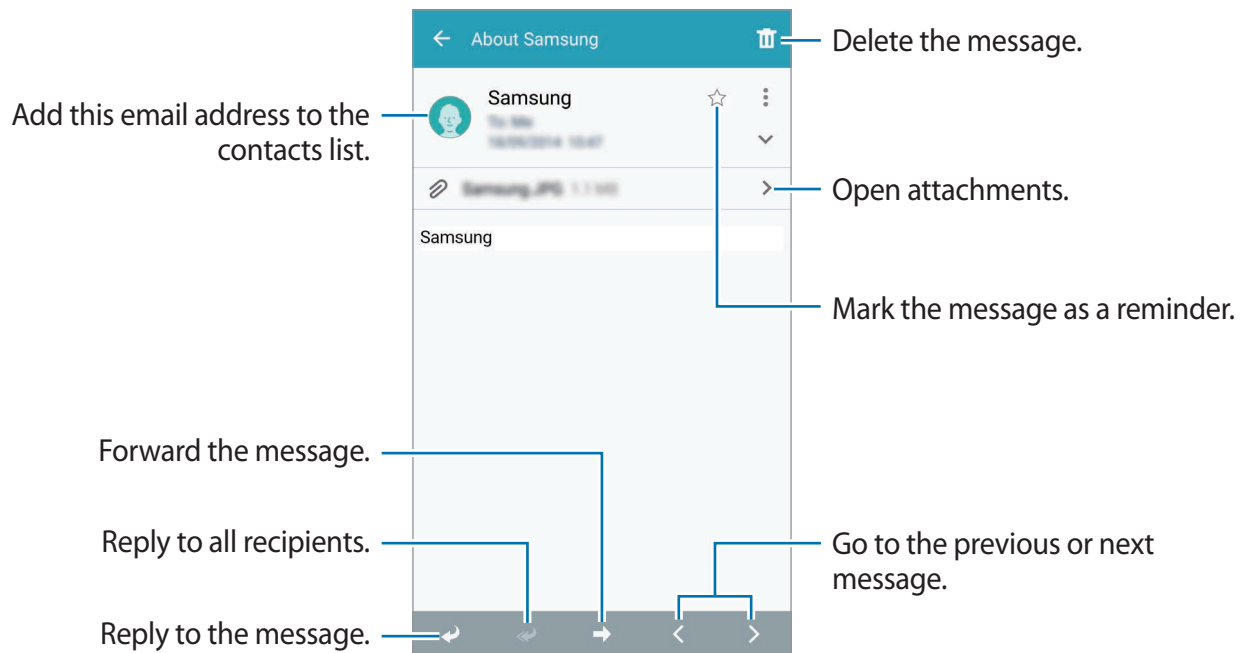 About Samsung
Delete the message.
Samsung
Add this email address to the
contacts list.
Open attachments.
Samsung
Mark the message as a reminder.
Forward the message.
Reply to all recipients.
Go to the previous or next
message.
Reply to the message.